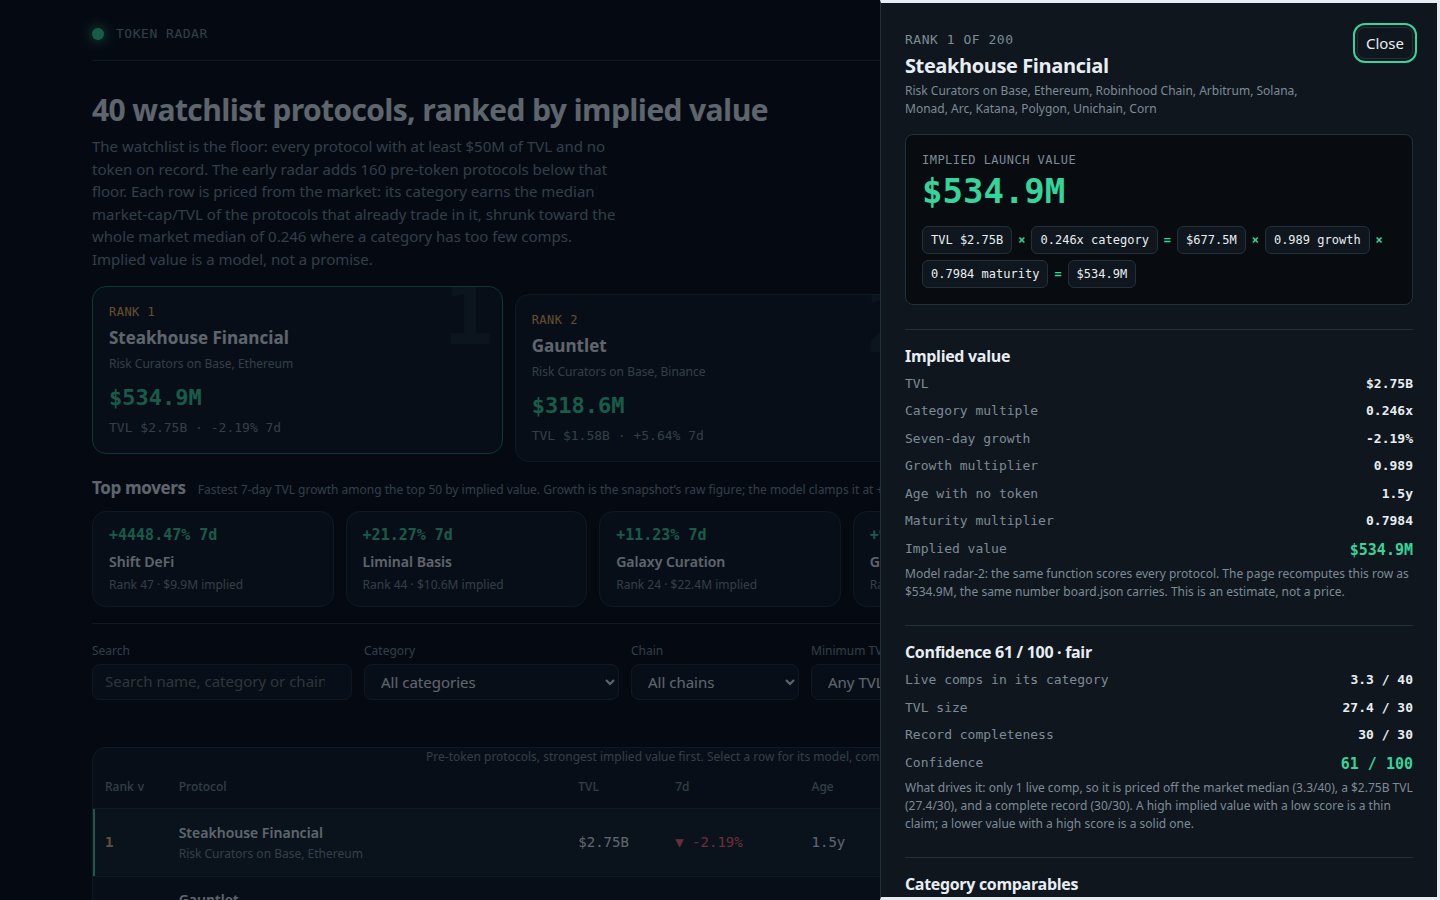 TOKEN RADAR
40 watchlist protocols, ranked by implied value
The watchlist is the floor: every protocol with at least $50M of TVL and no
token on record. The early radar adds 160 pre-token protocols below that
floor. Each row is priced from the market: its category earns the median
market-cap/TVL of the protocols that already trade in it, shrunk toward the
whole market median of 0.246 where a category has too few comps.
Implied value is a model, not a promise.
RANK 1
1
Steakhouse Financial
Risk Curators on Base, Ethereum
$534.9M
TVL $2.75B · -2.19% 7d
RANK 2
Gauntlet
Risk Curators on Base, Binance
$318.6M
TVL $1.58B · +5.64% 7d
Top movers Fastest 7-day TVL growth among the top 50 by implied value. Growth is the snapshot's raw figure; the model clamps it at
+4448.47% 7d
Shift DeFi
Rank 47 · $9.9M implied
+21.27% 7d
Liminal Basis
Rank 44 · $10.6M implied
+11.23% 7d
Galaxy Curation
Rank 24 · $22.4M implied
Search
Search name, category or chain
Category
All categories
Chain
All chains
Minimum TV
Any TVL
Pre-token protocols, strongest implied value first. Select a row for its model, com
Rank v Protocol TVL 7d Age
1 Steakhouse Financial $2.75B ▼ -2.19% 1.5y
Risk Curators on Base, Ethereum
Gauntlet
RANK 1 OF 200
Close
Steakhouse Financial
Risk Curators on Base, Ethereum, Robinhood Chain, Arbitrum, Solana,
Monad, Arc, Katana, Polygon, Unichain, Corn
IMPLIED LAUNCH VALUE
$534.9M
TVL $2.75B × 0.246x category = $677.5M × 0.989 growth ×
0.7984 maturity = $534.9M
Implied value
TVL $2.75B
Category multiple 0.246x
Seven-day growth -2.19%
Growth multiplier 0.989
Age with no token 1.5y
Maturity multiplier 0.7984
Implied value $534.9M
Model radar-2: the same function scores every protocol. The page recomputes this row as
$534.9M, the same number board.json carries. This is an estimate, not a price.
Confidence 61 / 100 · fair
Live comps in its category 3.3 / 40
TVL size 27.4 / 30
Record completeness 30 / 30
Confidence 61 / 100
What drives it: only 1 live comp, so it is priced off the market median (3.3/40), a $2.75B TVL
(27.4/30), and a complete record (30/30). A high implied value with a low score is a thin
claim; a lower value with a high score is a solid one.
Category comparables